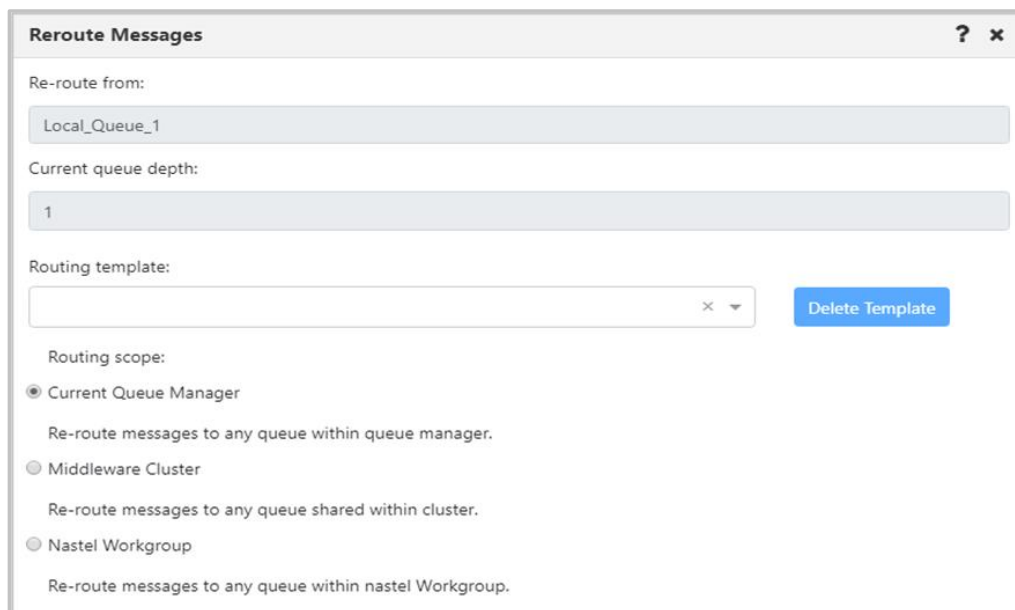 Reroute Messages ? ×
Re-route from:
Local_Queue_1
Current queue depth:
1
Routing template:
× Delete Template
Routing scope:
Current Queue Manager
Re-route messages to any queue within queue manager.
Middleware Cluster
Re-route messages to any queue shared within cluster.
Nastel Workgroup
Re-route messages to any queue within nastel Workgroup.